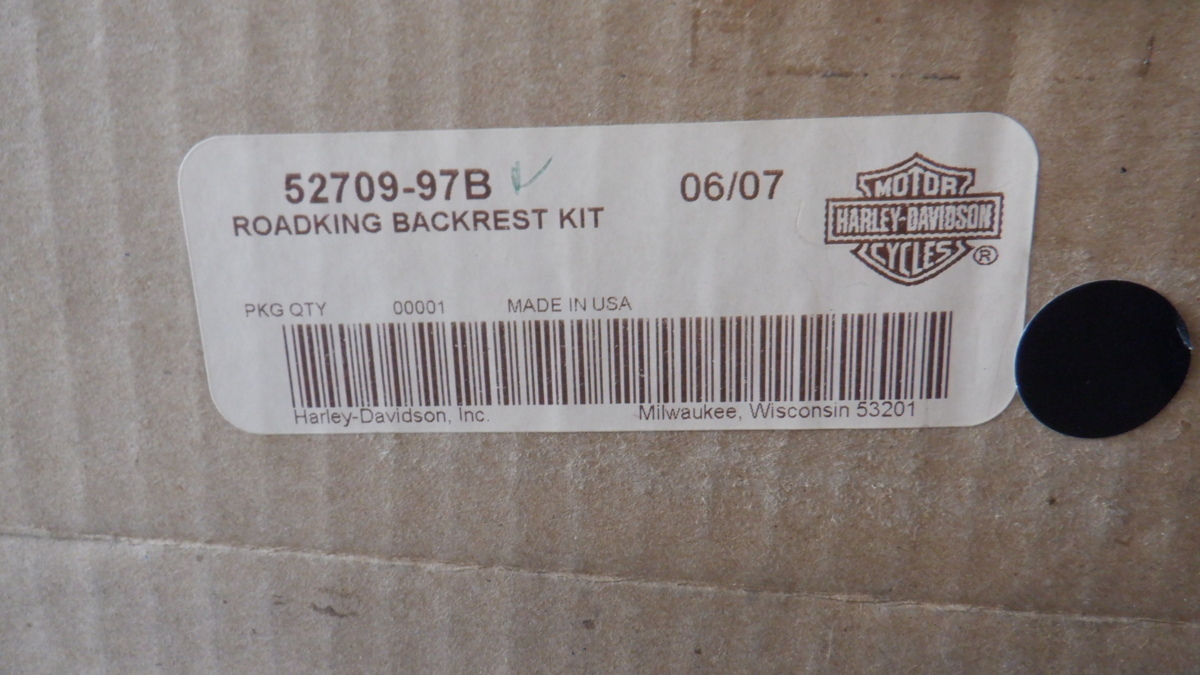 52709-97B 06/07
ROADKING BACKREST KIT
MOTOR
HARLEY-DAVIDSON
CYCLES ®
PKG QTY 00001 MADE IN USA
Harley-Davidson, Inc. Milwaukee, Wisconsin 53201